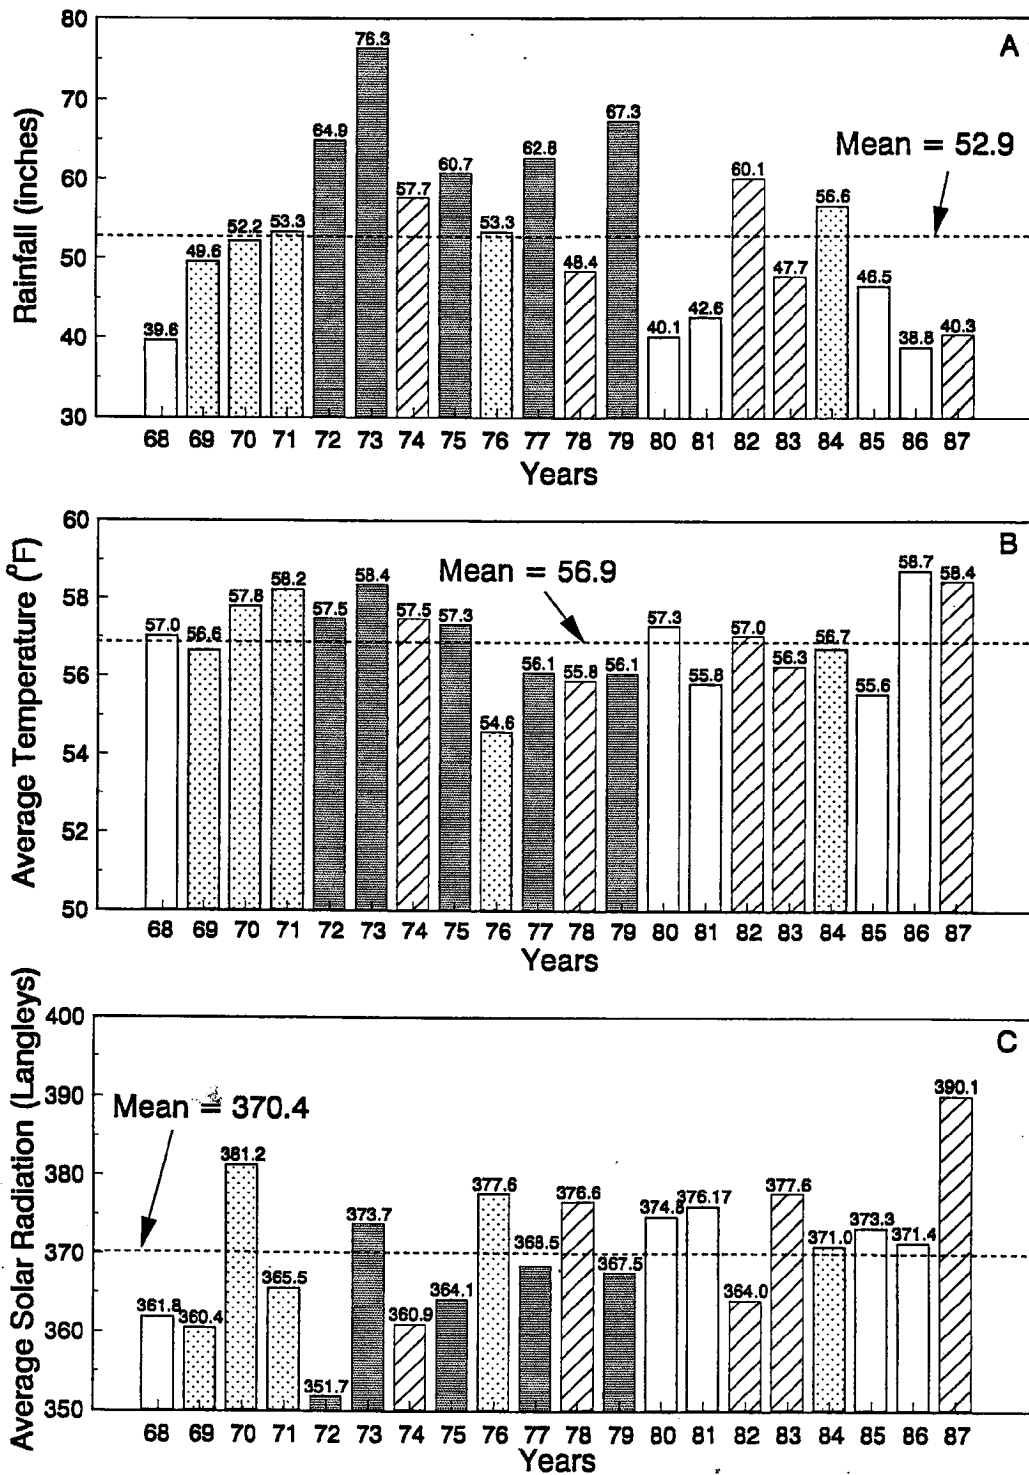 A
Rainfall (inches)
80
70
60
50
40
30
Mean = 52.9
39.6 49.6 52.2 53.3 64.9 76.3 57.7 60.7 53.3 62.8 48.4 67.3 40.1 42.6 60.1 47.7 56.6 46.5 38.8 40.3
68 69 70 71 72 73 74 75 76 77 78 79 80 81 82 83 84 85 86 87
Years
B
Average Temperature (°F)
60
58
56
54
52
50
Mean = 56.9
57.0 56.6 57.8 58.2 57.5 58.4 57.5 57.3 54.6 56.1 55.8 56.1 57.3 55.8 57.0 56.3 56.7 55.6 58.7 58.4
68 69 70 71 72 73 74 75 76 77 78 79 80 81 82 83 84 85 86 87
Years
C
Average Solar Radiation (Langleys)
400
390
380
370
360
350
Mean = 370.4
361.8 360.4 381.2 365.5 351.7 373.7 360.9 364.1 377.6 368.5 376.6 367.5 374.8 376.17 364.0 377.6 371.0 373.3 371.4 390.1
68 69 70 71 72 73 74 75 76 77 78 79 80 81 82 83 84 85 86 87
Years